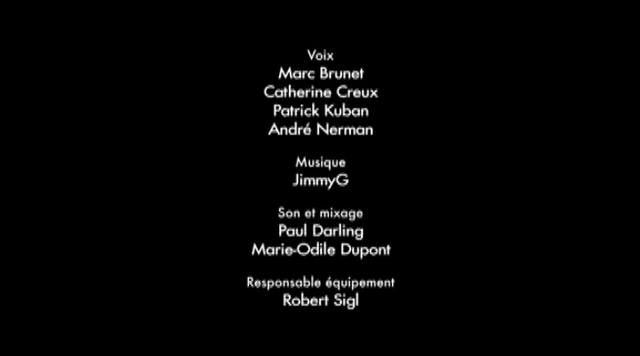 Voix
Marc Brunet
Catherine Creux
Patrick Kuban
André Nerman
Musique
JimmyG
Son et mixage
Paul Darling
Marie-Odile Dupont
Responsable équipement
Robert Sigl